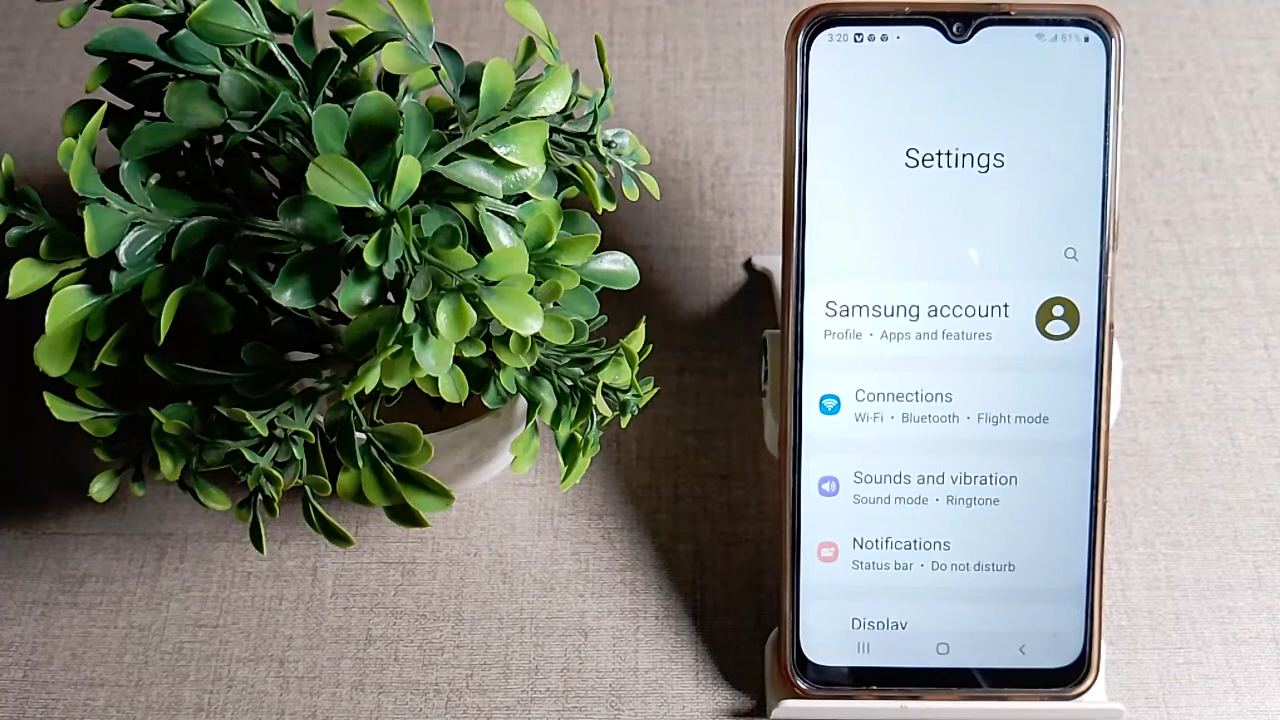 3:20 81%
Settings
Samsung account
Profile • Apps and features
Connections
Wi-Fi • Bluetooth • Flight mode
Sounds and vibration
Sound mode • Ringtone
Notifications
Status bar • Do not disturb
Display